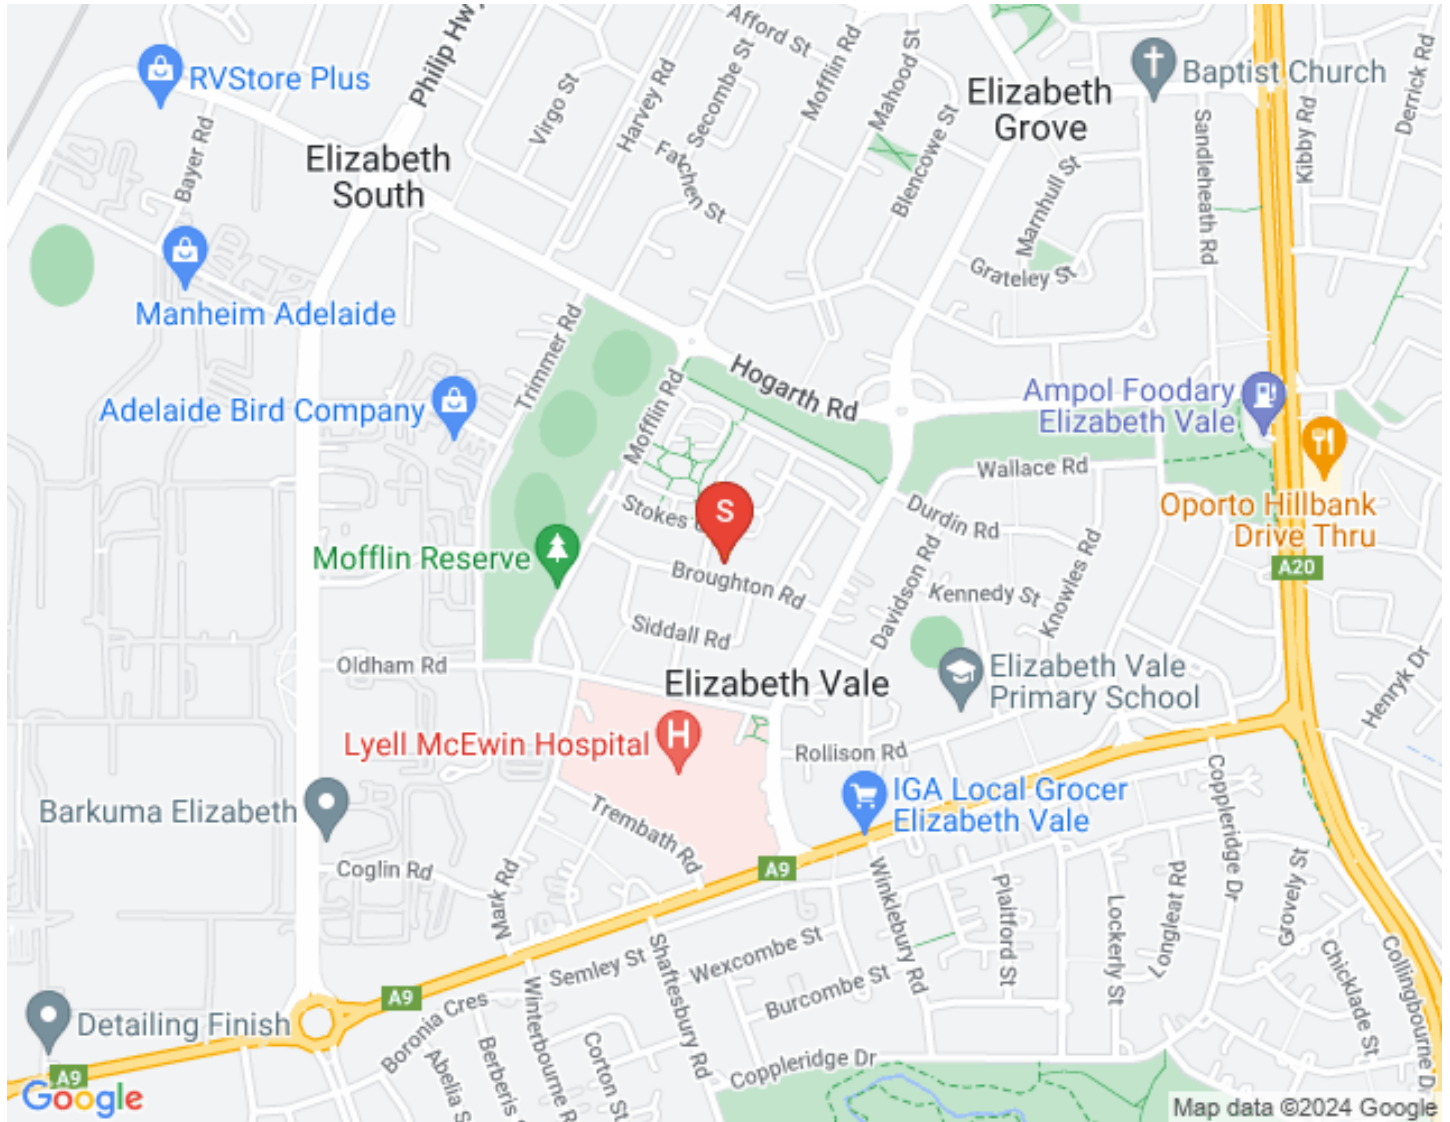 Philip Hwy
Afford St
Mofflin Rd
Mahood St
RVStore Plus
Virgo St
Harvey Rd
Secombe St
Elizabeth
Grove
Baptist Church
Kibby Rd
Derrick Rd
Bayer Rd
Elizabeth
South
Fatchen St
Blencowe St
Marnhull St
Sandleheath Rd
Grateley St
Manheim Adelaide
Trimmer Rd
Hogarth Rd
Mofflin Rd
Adelaide Bird Company
Ampol Foodary
Elizabeth Vale
Wallace Rd
Stokes
S
Durdin Rd
Oporto Hillbank
Drive Thru
A20
Mofflin Reserve
Broughton Rd
Davidson Rd
Kennedy St
Knowles Rd
Siddall Rd
Oldham Rd
Elizabeth Vale
Elizabeth Vale
Primary School
Henryk Dr
Lyell McEwin Hospital
H
Rollison Rd
Barkuma Elizabeth
Trembath Rd
IGA Local Grocer
Elizabeth Vale
Coppleridge Dr
Coglin Rd
Mark Rd
A9
Winklebury Rd
Plaitford St
Lockerly St
Longleat Rd
Grovely St
Chicklade St
Collingbourne Dr
Semley St
Shaftesbury Rd
Wexcombe St
Burcombe St
A9
Detailing Finish
Boronia Cres
Abelia S
Berberis S
Winterbourne R
Corton St
Coppleridge Dr
A9
Google
Map data ©2024 Google